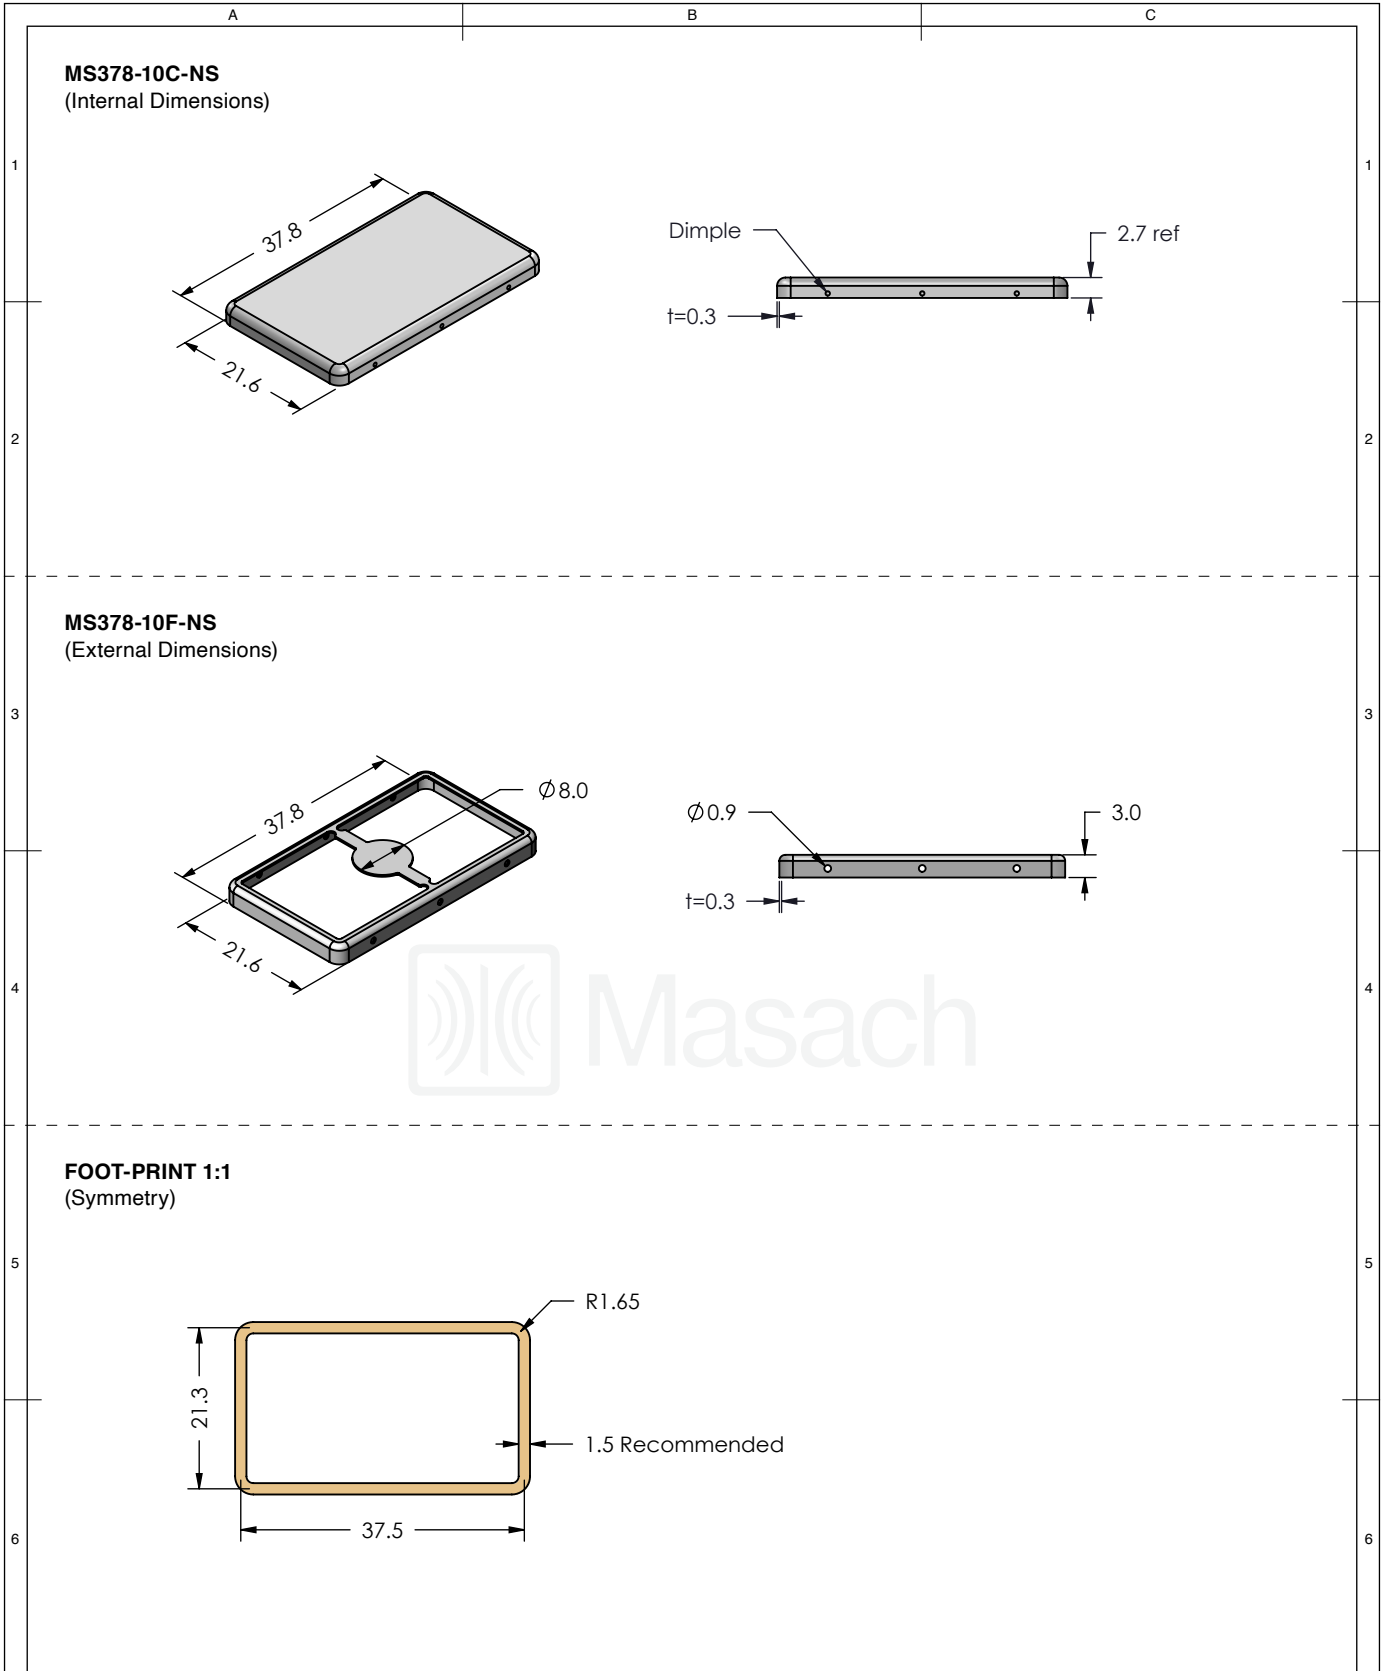 A B C
MS378-10C-NS
(Internal Dimensions)
1 1
37.8
21.6
Dimple
2.7 ref
t=0.3
2 2
MS378-10F-NS
(External Dimensions)
3 3
37.8
Ø8.0
21.6
Ø0.9
3.0
t=0.3
Masach
4 4
FOOT-PRINT 1:1
(Symmetry)
5 5
R1.65
21.3
1.5 Recommended
37.5
6 6